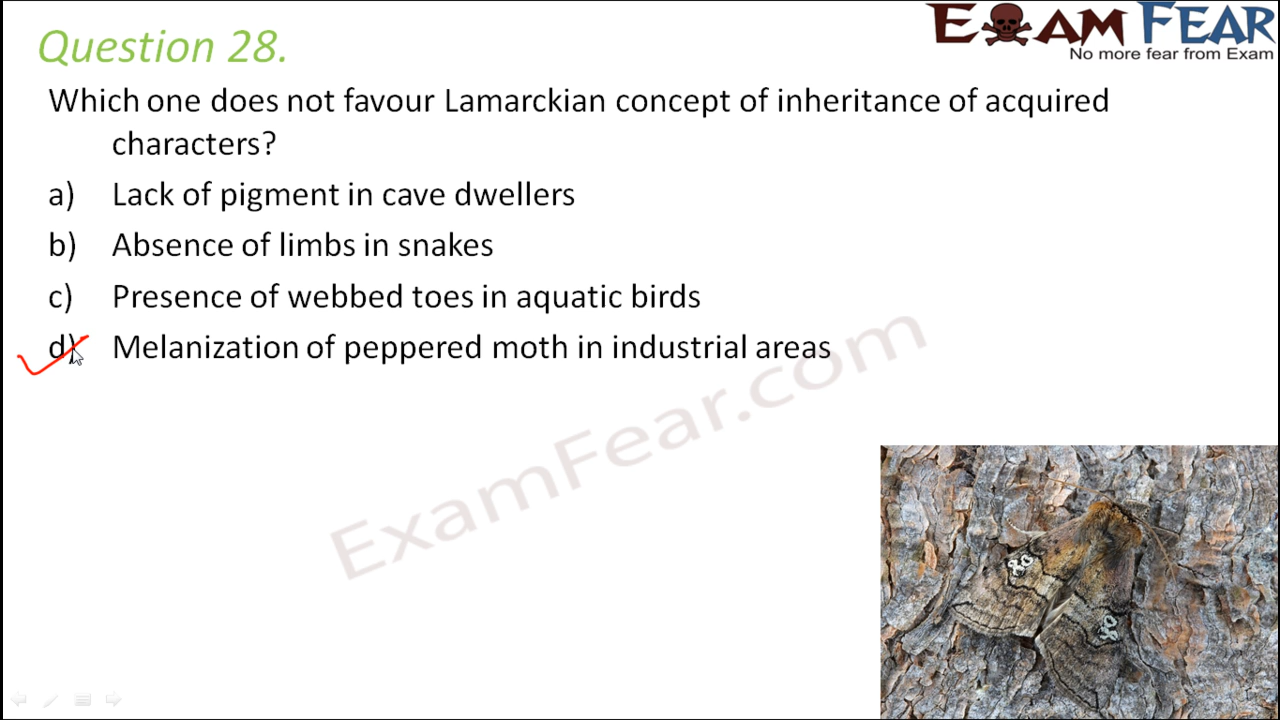 Question 28.
EXAM FEAR
No more fear from Exam
Which one does not favour Lamarckian concept of inheritance of acquired
characters?
a) Lack of pigment in cave dwellers
b) Absence of limbs in snakes
c) Presence of webbed toes in aquatic birds
d) Melanization of peppered moth in industrial areas
ExamFear.com